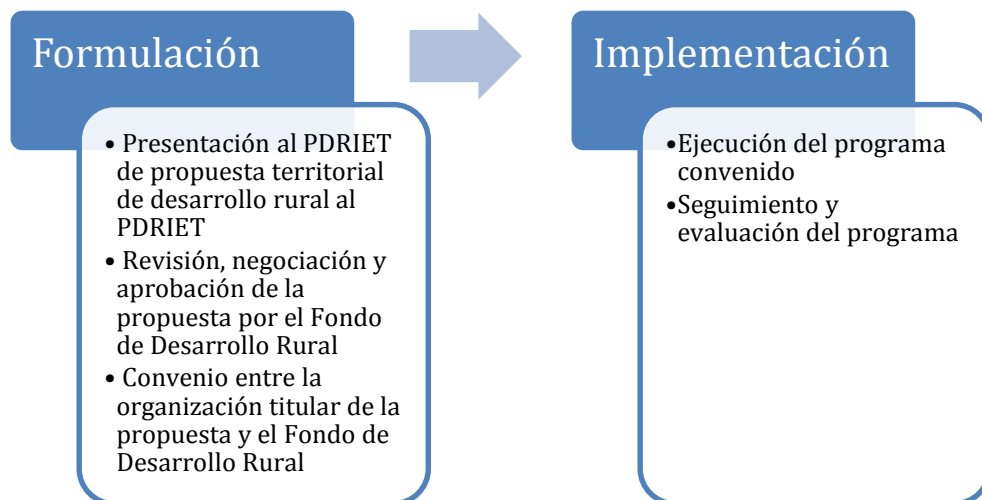 Formulación
• Presentación al PDRIET
de propuesta territorial
de desarrollo rural al
PDRIET
• Revisión, negociación y
aprobación de la
propuesta por el Fondo
de Desarrollo Rural
• Convenio entre la
organización titular de la
propuesta y el Fondo de
Desarrollo Rural
Implementación
•Ejecución del programa
convenido
•Seguimiento y
evaluación del programa